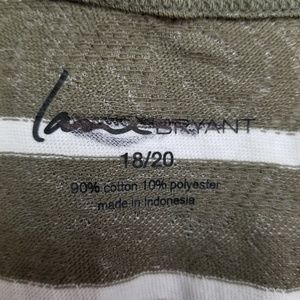 Lane BRYANT
18/20
90% cotton 10% polyester
made in Indonesia